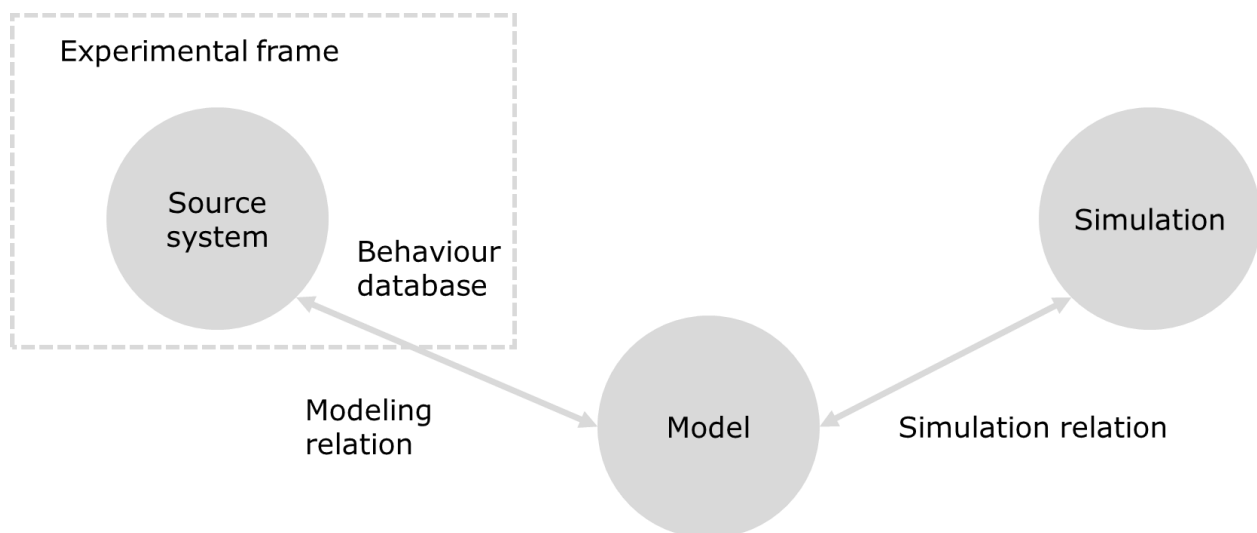 Experimental frame
Source
system
Behaviour
database
Simulation
Modeling
relation
Model
Simulation relation